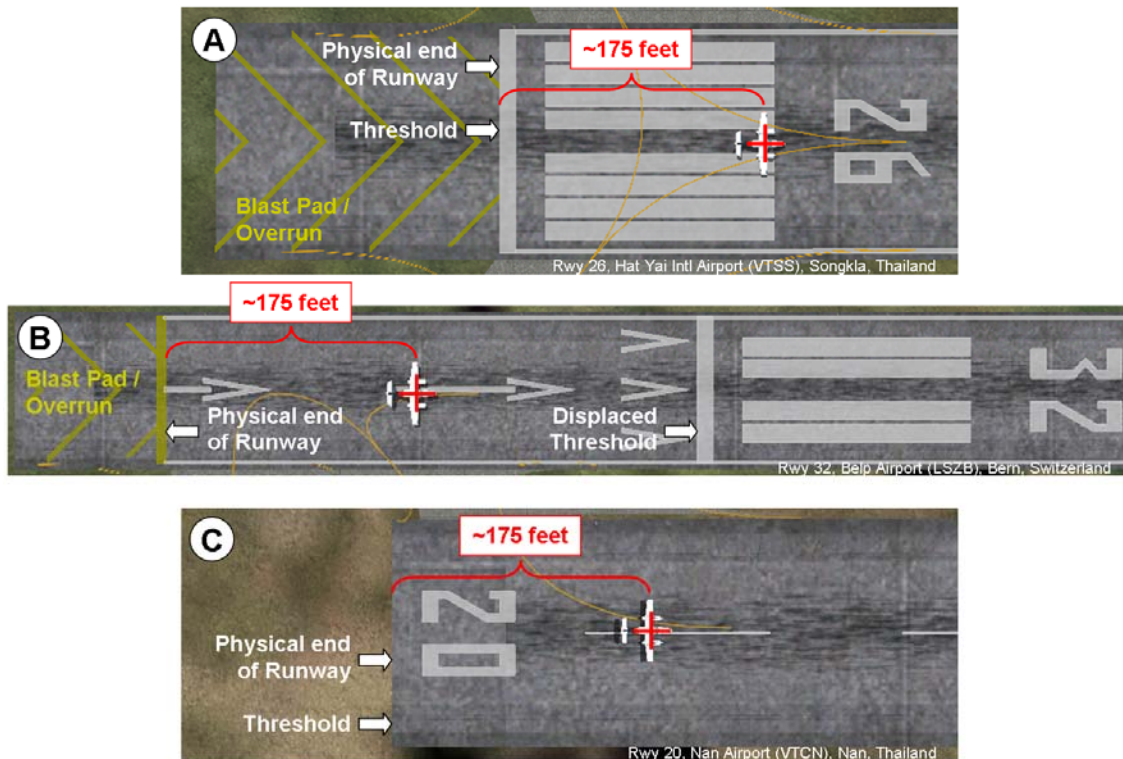 A
Physical end
of Runway
~175 feet
Threshold
Blast Pad /
Overrun
26
Rwy 26, Hat Yai Intl Airport (VTSS), Songkla, Thailand
~175 feet
B
Blast Pad /
Overrun
Physical end
of Runway
Displaced
Threshold
32
Rwy 32, Belp Airport (LSZB), Bern, Switzerland
C
~175 feet
20
Physical end
of Runway
Threshold
Rwy 20, Nan Airport (VTCN), Nan, Thailand